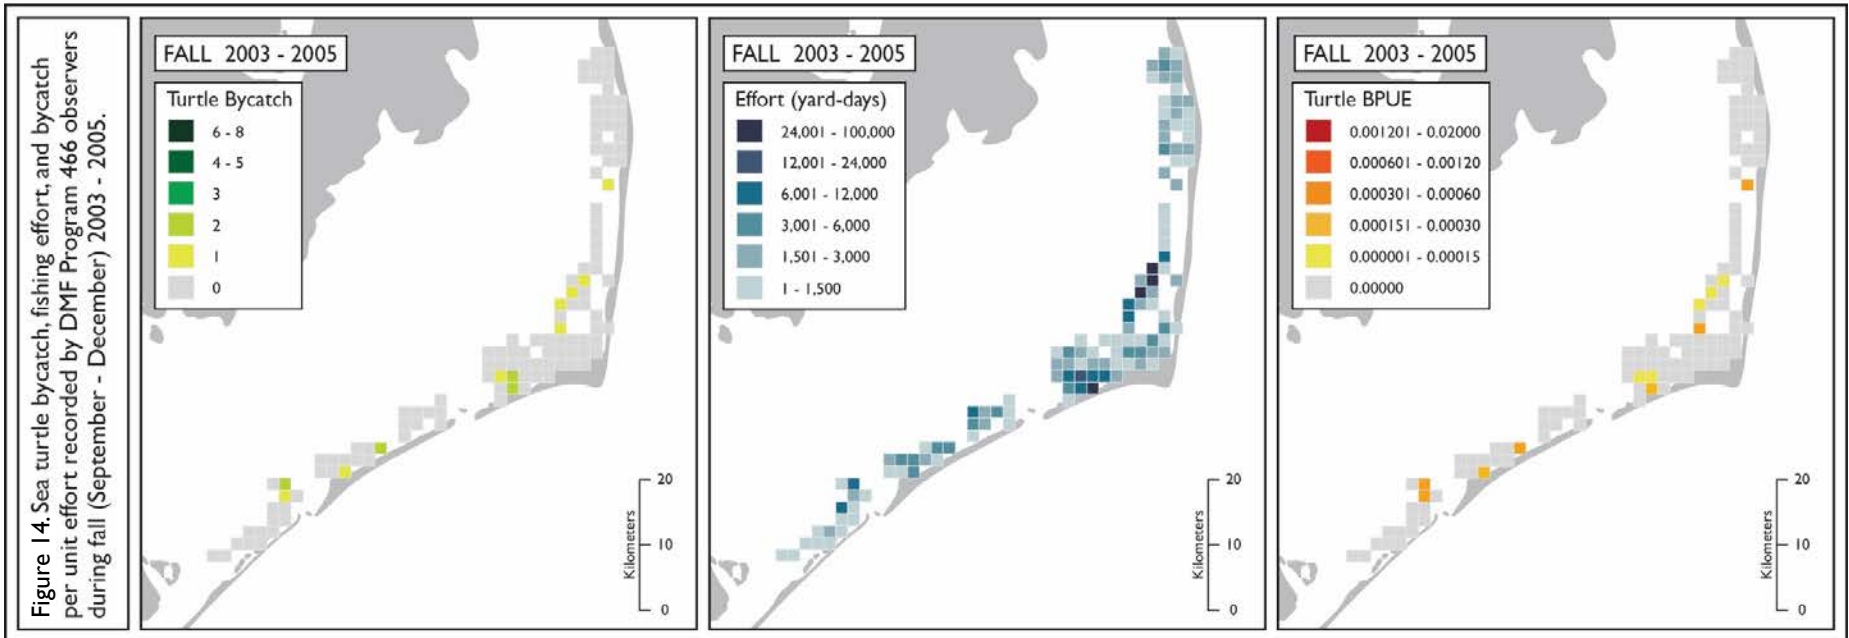 Figure 14. Sea turtle bycatch, fishing effort, and bycatch
per unit effort recorded by DMF Program 466 observers
during fall (September - December) 2003 - 2005.
FALL 2003 - 2005
Turtle Bycatch
6 - 8
4 - 5
3
2
1
0
Kilometers
20
10
0
FALL 2003 - 2005
Effort (yard-days)
24,001 - 100,000
12,001 - 24,000
6,001 - 12,000
3,001 - 6,000
1,501 - 3,000
1 - 1,500
Kilometers
20
10
0
FALL 2003 - 2005
Turtle BPUE
0.001201 - 0.02000
0.000601 - 0.00120
0.000301 - 0.00060
0.000151 - 0.00030
0.000001 - 0.00015
0.00000
Kilometers
20
10
0